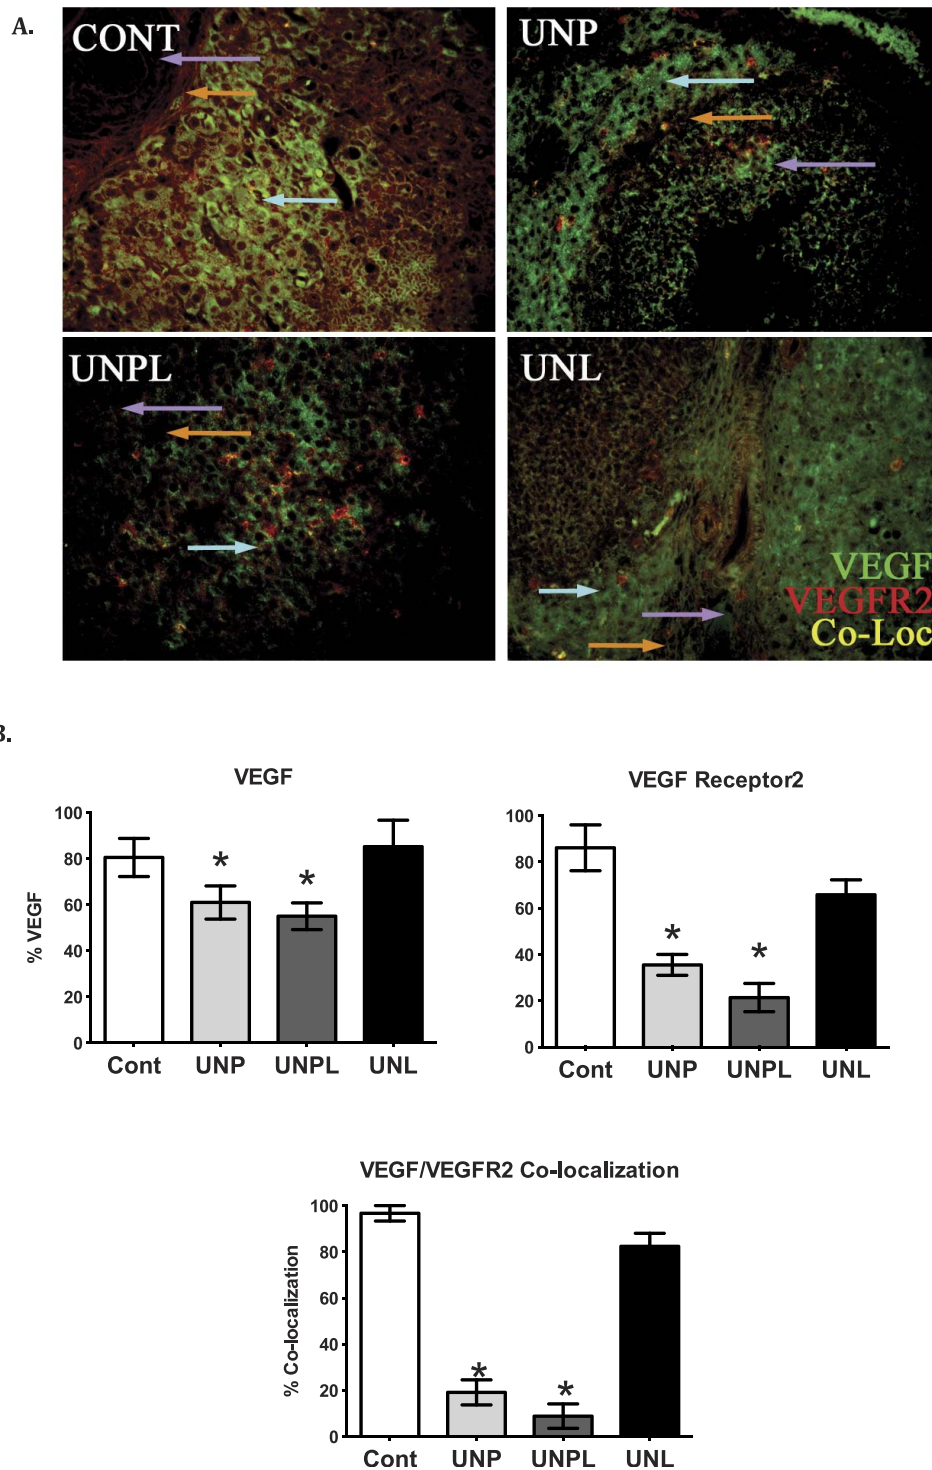 A.
CONT
UNP
UNPL
UNL
VEGF
VEGFR2
Co-Loc
B.
VEGF
% VEGF
100
80
60
40
20
0
*
*
Cont UNP UNPL UNL
VEGF Receptor2
100
80
60
40
20
0
*
*
Cont UNP UNPL UNL
VEGF/VEGFR2 Co-localization
% Co-localization
100
80
60
40
20
0
*
*
Cont UNP UNPL UNL